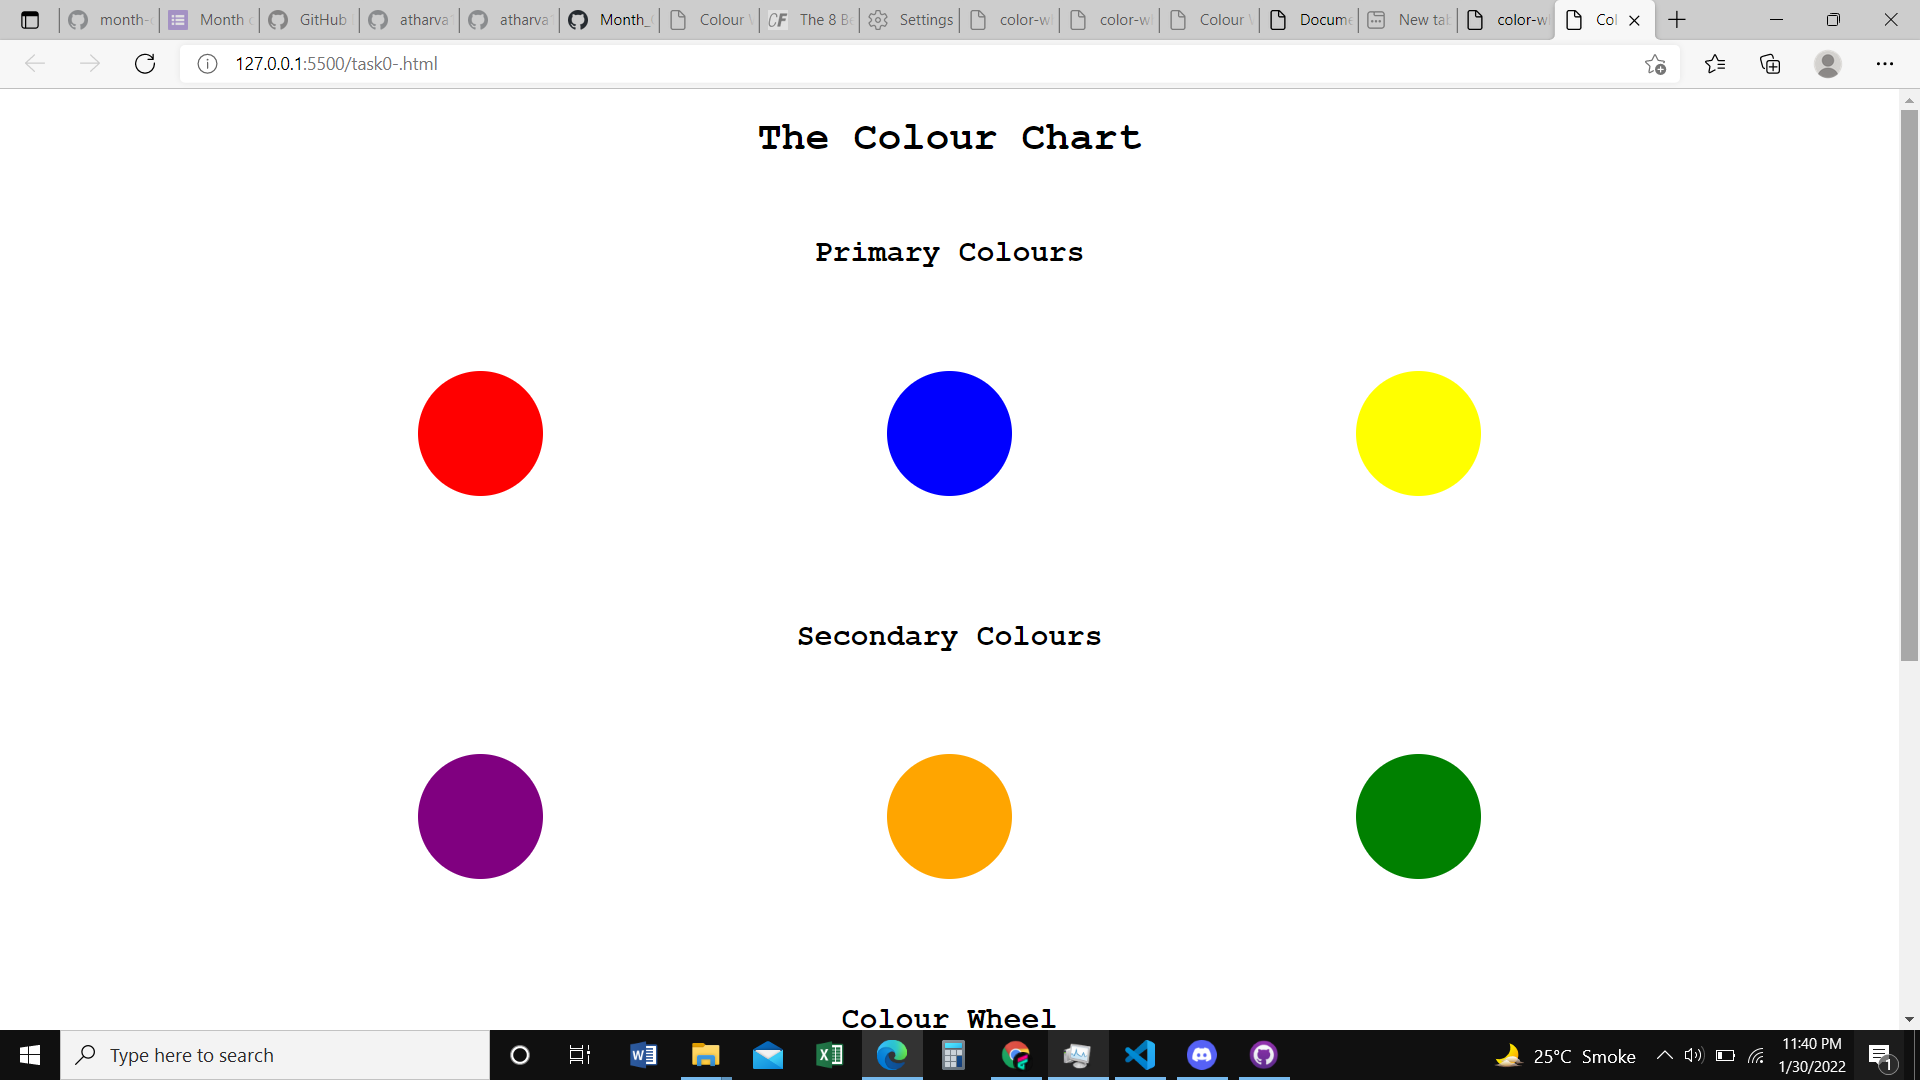 month-
Month
GitHub
atharva
atharva
Month_
Colour
CF The 8 B
Settings
color-w
color-w
Colour
Docume
New tab
color-w
Col
127.0.0.1:5500/task0-.html
The Colour Chart
Primary Colours
Secondary Colours
Colour Wheel
Type here to search
25°C Smoke
11:40 PM
1/30/2022
1